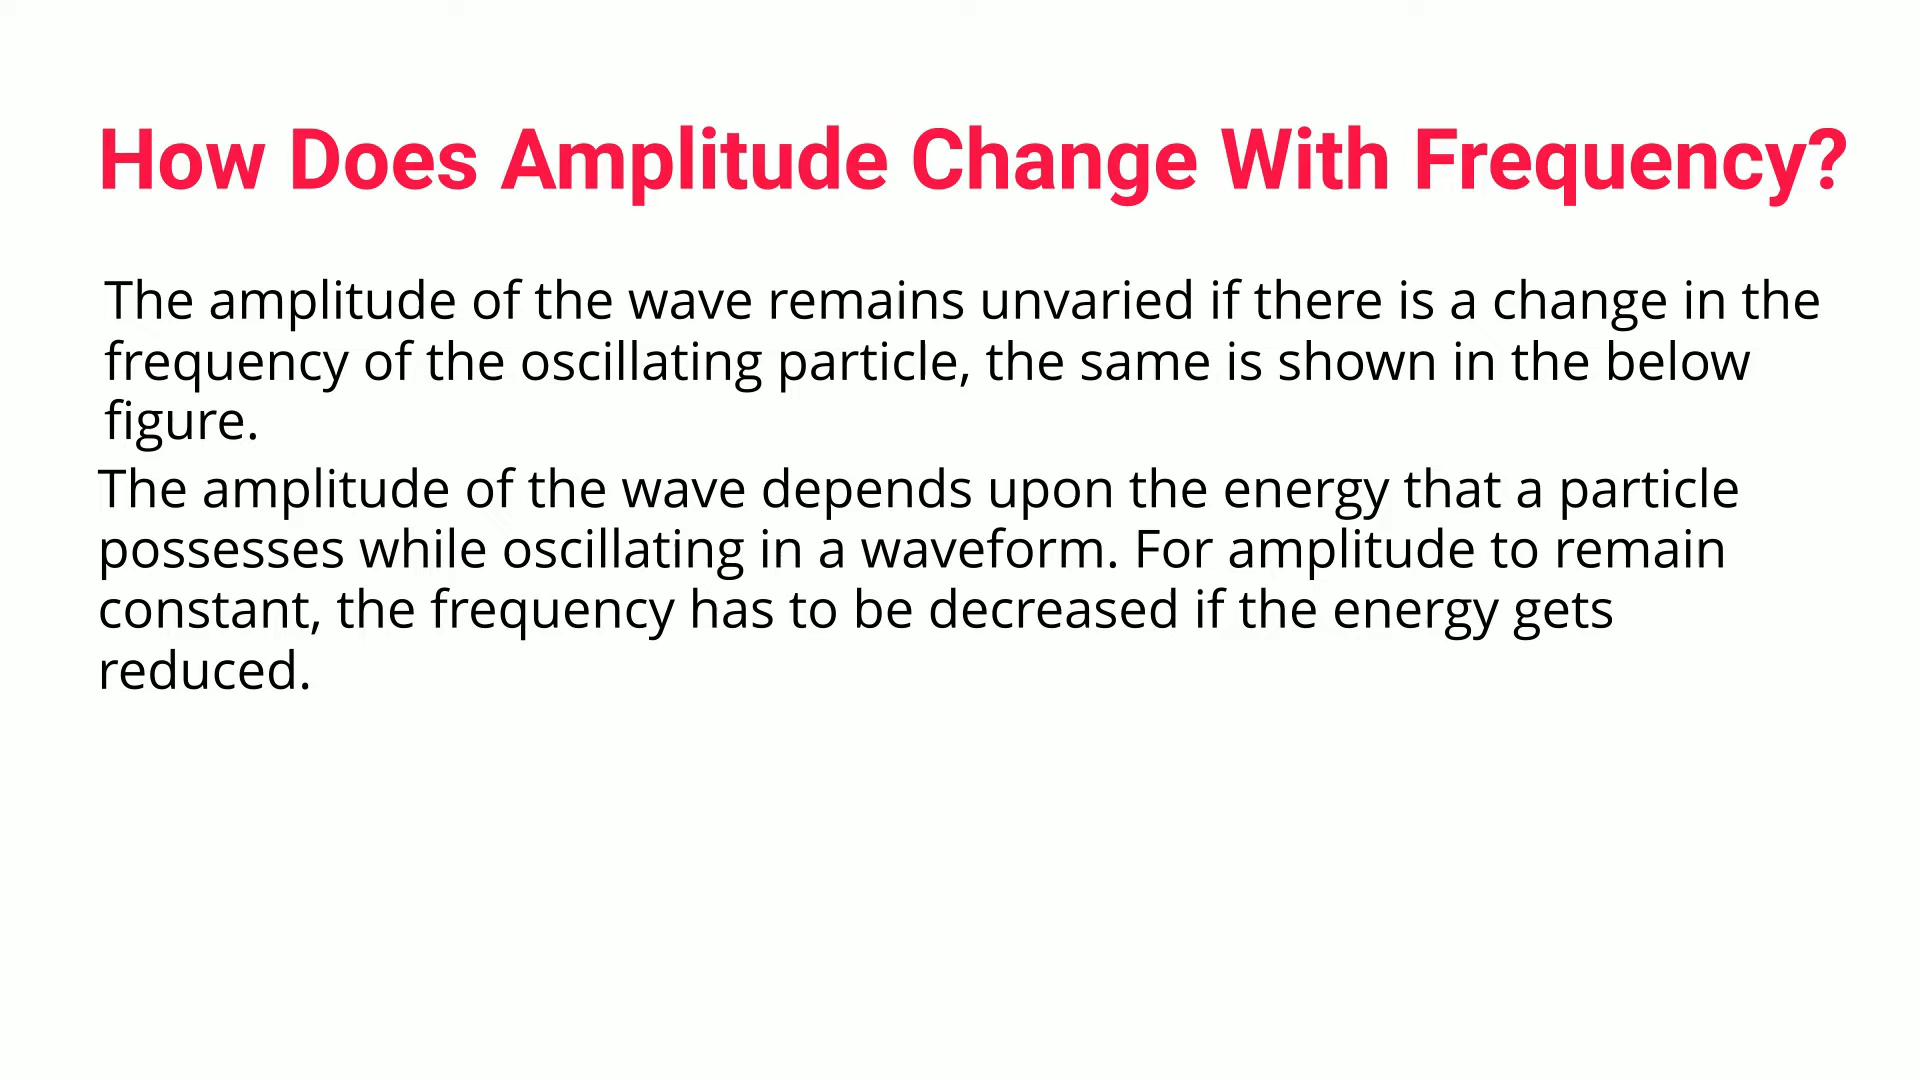 How Does Amplitude Change With Frequency?
The amplitude of the wave remains unvaried if there is a change in the
frequency of the oscillating particle, the same is shown in the below
figure.
The amplitude of the wave depends upon the energy that a particle
possesses while oscillating in a waveform. For amplitude to remain
constant, the frequency has to be decreased if the energy gets
reduced.